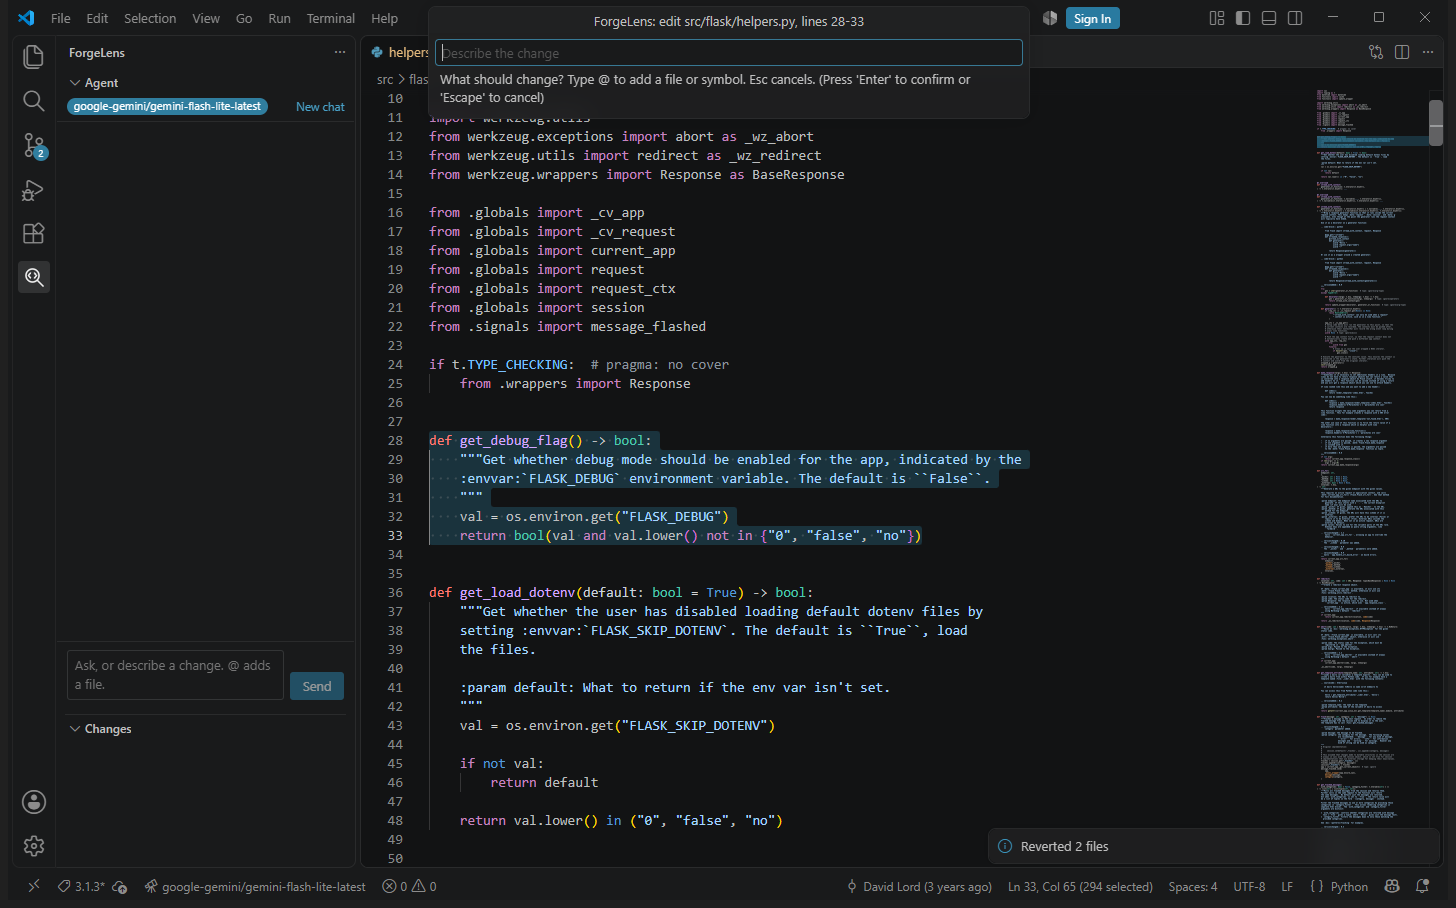 File Edit Selection View Go Run Terminal Help
ForgeLens: edit src/flask/helpers.py, lines 28-33
Sign In
Describe the change
What should change? Type @ to add a file or symbol. Esc cancels. (Press 'Enter' to confirm or
'Escape' to cancel)
ForgeLens
Agent
google-gemini/gemini-flash-lite-latest
New chat
helpers
src > flas
10
11 import werkzeug.utils
12 from werkzeug.exceptions import abort as _wz_abort
13 from werkzeug.utils import redirect as _wz_redirect
14 from werkzeug.wrappers import Response as BaseResponse
15
16 from .globals import _cv_app
17 from .globals import _cv_request
18 from .globals import current_app
19 from .globals import request
20 from .globals import request_ctx
21 from .globals import session
22 from .signals import message_flashed
23
24 if t.TYPE_CHECKING:  # pragma: no cover
25     from .wrappers import Response
26
27
28 def get_debug_flag() -> bool:
29     """Get whether debug mode should be enabled for the app, indicated by the
30     :envvar:`FLASK_DEBUG` environment variable. The default is ``False``.
31     """
32     val = os.environ.get("FLASK_DEBUG")
33     return bool(val and val.lower() not in {"0", "false", "no"})
34
35
36 def get_load_dotenv(default: bool = True) -> bool:
37     """Get whether the user has disabled loading default dotenv files by
38     setting :envvar:`FLASK_SKIP_DOTENV`. The default is ``True``, load
39     the files.
40
41     :param default: What to return if the env var isn't set.
42     """
43     val = os.environ.get("FLASK_SKIP_DOTENV")
44
45     if not val:
46         return default
47
48     return val.lower() in ("0", "false", "no")
49
50
Ask, or describe a change. @ adds
a file.
Send
Changes
2
Reverted 2 files
3.1.3*
google-gemini/gemini-flash-lite-latest
0 0
David Lord (3 years ago)
Ln 33, Col 65 (294 selected)
Spaces: 4
UTF-8
LF
{ } Python